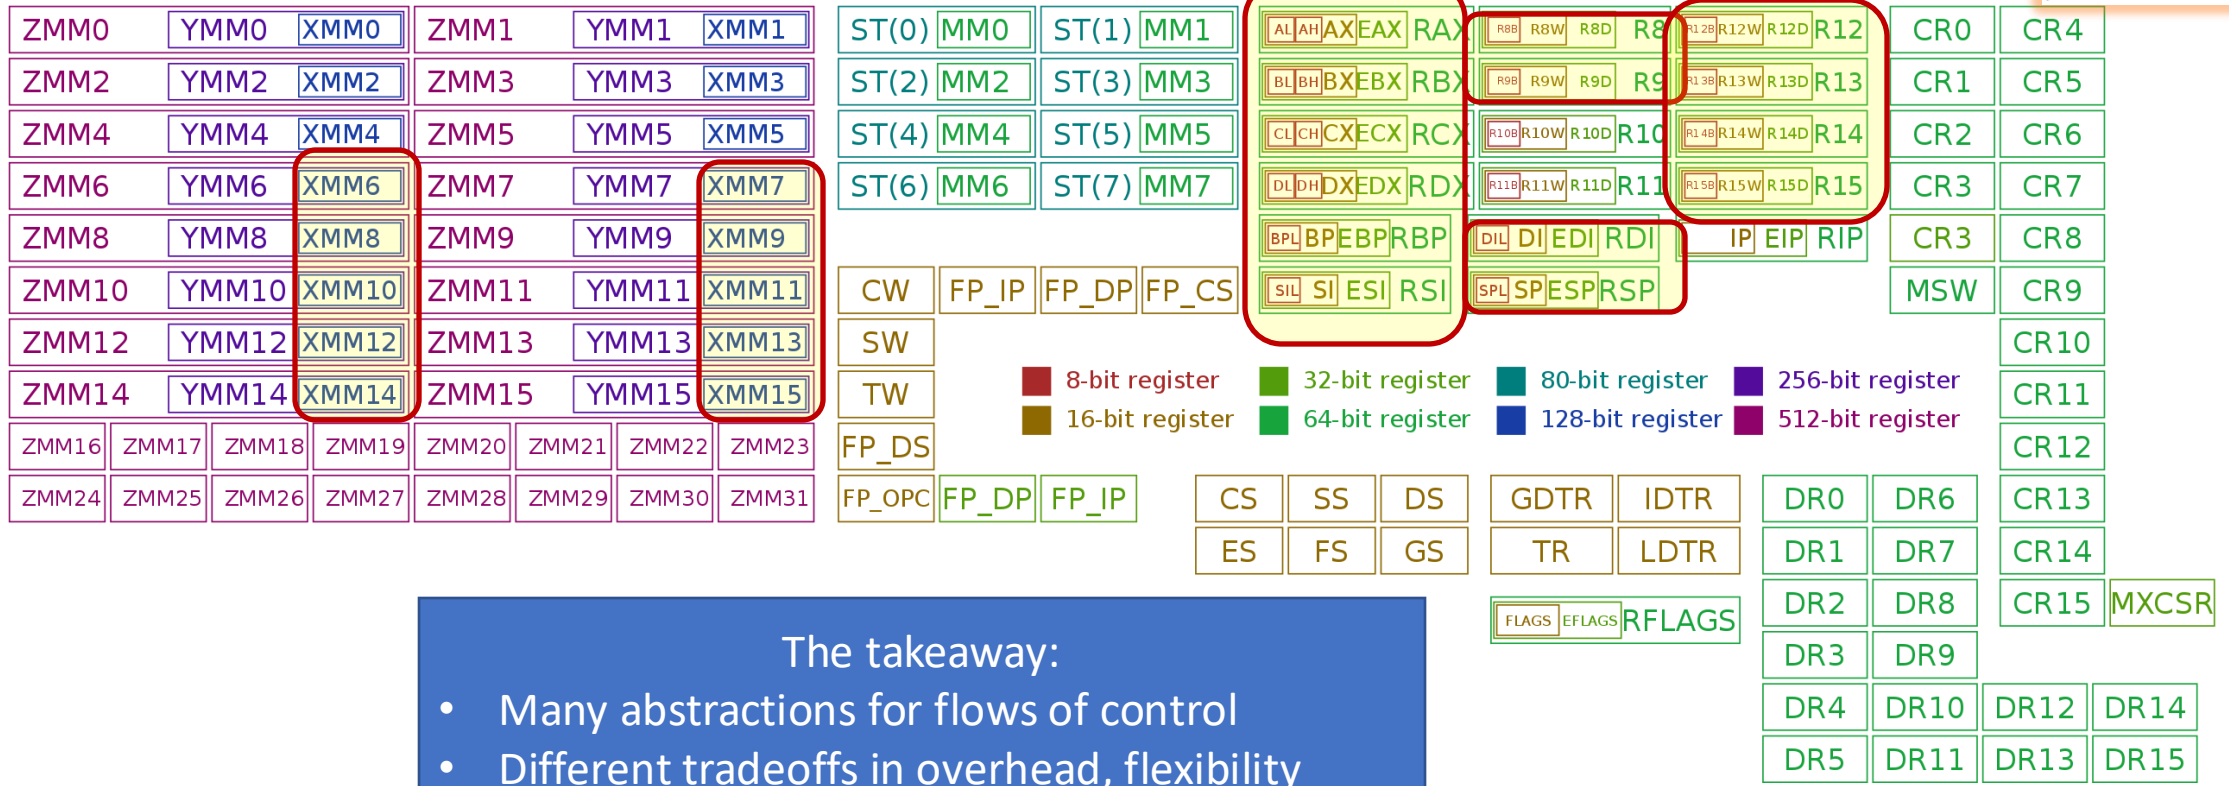 ZMM0 YMM0 XMM0 ZMM1 YMM1 XMM1 ST(0) MM0 ST(1) MM1 AL AH AX EAX RAX R8B R8W R8D R8 R12B R12W R12D R12 CR0 CR4
ZMM2 YMM2 XMM2 ZMM3 YMM3 XMM3 ST(2) MM2 ST(3) MM3 BL BH BX EBX RBX R9B R9W R9D R9 R13B R13W R13D R13 CR1 CR5
ZMM4 YMM4 XMM4 ZMM5 YMM5 XMM5 ST(4) MM4 ST(5) MM5 CL CH CX ECX RCX R10B R10W R10D R10 R14B R14W R14D R14 CR2 CR6
ZMM6 YMM6 XMM6 ZMM7 YMM7 XMM7 ST(6) MM6 ST(7) MM7 DL DH DX EDX RDX R11B R11W R11D R11 R15B R15W R15D R15 CR3 CR7
ZMM8 YMM8 XMM8 ZMM9 YMM9 XMM9 BPL BP EBP RBP DIL DI EDI RDI IP EIP RIP CR3 CR8
ZMM10 YMM10 XMM10 ZMM11 YMM11 XMM11 CW FP_IP FP_DP FP_CS SIL SI ESI RSI SPL SP ESP RSP MSW CR9
ZMM12 YMM12 XMM12 ZMM13 YMM13 XMM13 SW CR10
ZMM14 YMM14 XMM14 ZMM15 YMM15 XMM15 TW 8-bit register 32-bit register 80-bit register 256-bit register CR11
16-bit register 64-bit register 128-bit register 512-bit register
ZMM16 ZMM17 ZMM18 ZMM19 ZMM20 ZMM21 ZMM22 ZMM23 FP_DS CR12
ZMM24 ZMM25 ZMM26 ZMM27 ZMM28 ZMM29 ZMM30 ZMM31 FP_OPC FP_DP FP_IP CS SS DS GDTR IDTR DR0 DR6 CR13
ES FS GS TR LDTR DR1 DR7 CR14
DR2 DR8 CR15 MXCSR
FLAGS EFLAGS RFLAGS
DR3 DR9
DR4 DR10 DR12 DR14
DR5 DR11 DR13 DR15
The takeaway:
• Many abstractions for flows of control
• Different tradeoffs in overhead, flexibility